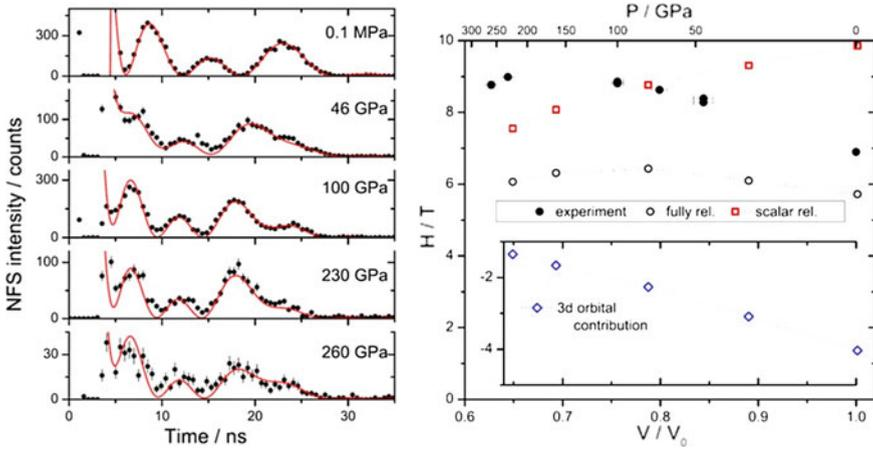 300
0
0.1 MPa
100
0
46 GPa
300
0
100 GPa
100
0
230 GPa
30
0
260 GPa
0 10 20 30
Time / ns
NFS intensity / counts
P / GPa
300 250 200 150 100 50 0
10
8
6
4
2
0
H / T
experiment fully rel. scalar rel.
-2
-4
3d orbital
contribution
0.6 0.7 0.8 0.9 1.0
V / V₀